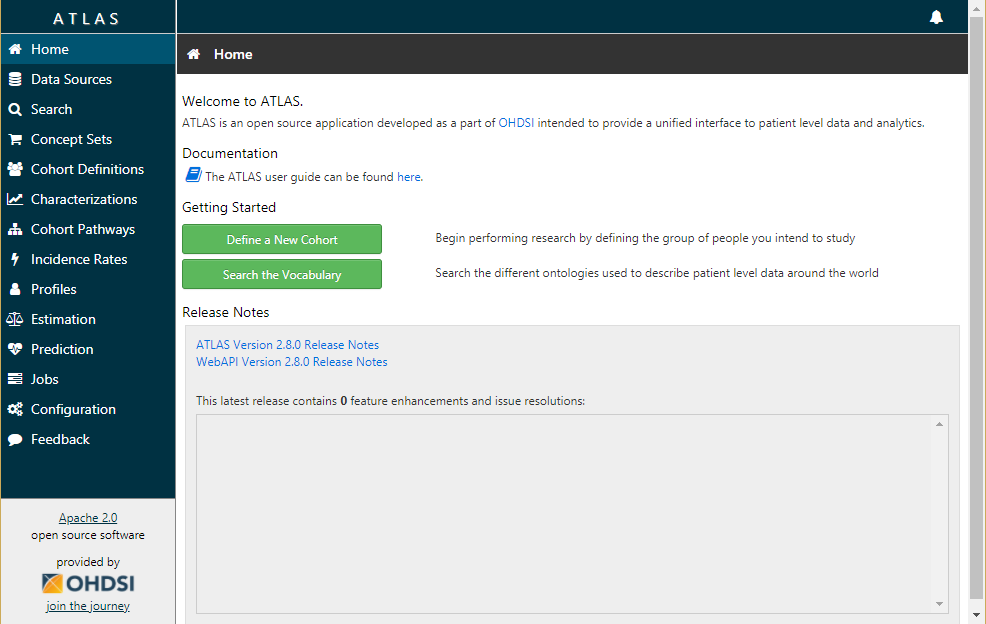 ATLAS
Home
Data Sources
Search
Concept Sets
Cohort Definitions
Characterizations
Cohort Pathways
Incidence Rates
Profiles
Estimation
Prediction
Jobs
Configuration
Feedback
Apache 2.0
open source software
provided by
OHDSI
join the journey
Home
Welcome to ATLAS.
ATLAS is an open source application developed as a part of OHDSI intended to provide a unified interface to patient level data and analytics.
Documentation
The ATLAS user guide can be found here.
Getting Started
Define a New Cohort Begin performing research by defining the group of people you intend to study
Search the Vocabulary Search the different ontologies used to describe patient level data around the world
Release Notes
ATLAS Version 2.8.0 Release Notes
WebAPI Version 2.8.0 Release Notes
This latest release contains 0 feature enhancements and issue resolutions: